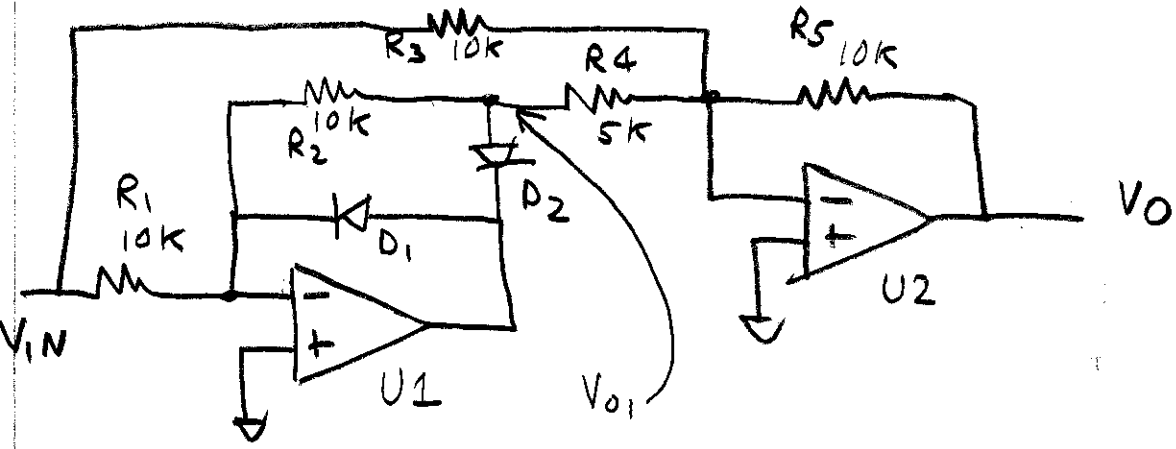 R3 10K
R4
5K
R5 10K
R2 10K
R1
10K
D1
D2
VIN
−
+
U1
VO1
−
+
U2
VO